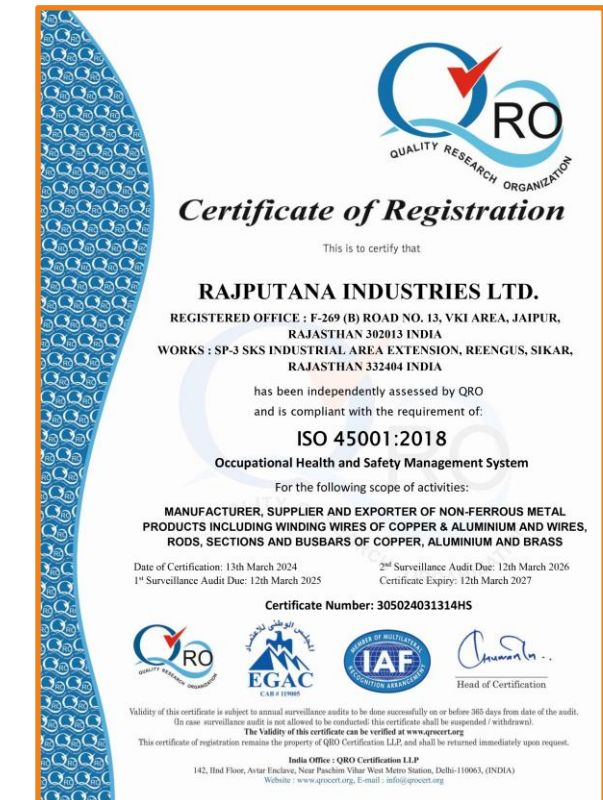 QRO
QUALITY RESEARCH ORGANIZATION
Certificate of Registration
This is to certify that
RAJPUTANA INDUSTRIES LTD.
REGISTERED OFFICE : F-269 (B) ROAD NO. 13, VKI AREA, JAIPUR,
RAJASTHAN 302013 INDIA
WORKS : SP-3 SKS INDUSTRIAL AREA EXTENSION, REENGUS, SIKAR,
RAJASTHAN 332404 INDIA
has been independently assessed by QRO
and is compliant with the requirement of:
ISO 45001:2018
Occupational Health and Safety Management System
For the following scope of activities:
MANUFACTURER, SUPPLIER AND EXPORTER OF NON-FERROUS METAL
PRODUCTS INCLUDING WINDING WIRES OF COPPER & ALUMINIUM AND WIRES,
RODS, SECTIONS AND BUSBARS OF COPPER, ALUMINIUM AND BRASS
Date of Certification: 13th March 2024 2nd Surveillance Audit Due: 12th March 2026
1st Surveillance Audit Due: 12th March 2025 Certificate Expiry: 12th March 2027
Certificate Number: 305024031314HS
QRO
QUALITY RESEARCH ORGANIZATION
المجلس الوطني للاعتماد
EGAC
CAB # 119005
MEMBER OF MULTILATERAL
IAF
RECOGNITION ARRANGEMENT
Head of Certification
Validity of this certificate is subject to annual surveillance audits to be done successfully on or before 365 days from date of the audit.
(In case surveillance audit is not allowed to be conducted; this certificate shall be suspended / withdrawn).
The Validity of this certificate can be verified at www.qrocert.org
This certificate of registration remains the property of QRO Certification LLP, and shall be returned immediately upon request.
India Office : QRO Certification LLP
142, IInd Floor, Avtar Enclave, Near Paschim Vihar West Metro Station, Delhi-110063, (INDIA)
Website : www.qrocert.org, E-mail : info@qrocert.org